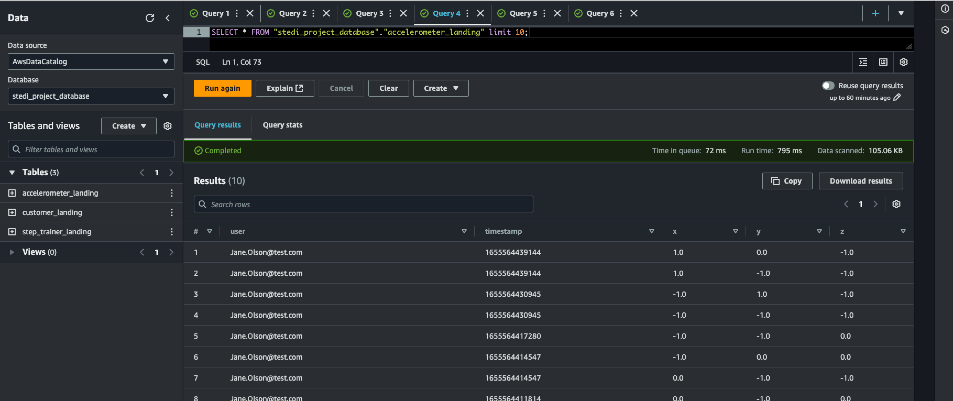 Data
Data source
AwsDataCatalog
Database
stedi_project_database
Tables and views
Create
Filter tables and views
Tables (3)
1
accelerometer_landing
customer_landing
step_trainer_landing
Views (0)
1
Query 1
Query 2
Query 3
Query 4
Query 5
Query 6
1 SELECT * FROM "stedi_project_database"."accelerometer_landing" limit 10;
SQL Ln 1, Col 73
Run again
Explain
Cancel
Clear
Create
Reuse query results
up to 60 minutes ago
Query results Query stats
Completed Time in queue: 72 ms Run time: 795 ms Data scanned: 105.06 KB
Results (10)
Copy
Download results
Search rows
1
# user timestamp x y z
1 Jane.Olson@test.com 1655564439144 1.0 0.0 -1.0
2 Jane.Olson@test.com 1655564439144 1.0 -1.0 -1.0
3 Jane.Olson@test.com 1655564430945 -1.0 1.0 -1.0
4 Jane.Olson@test.com 1655564430945 -1.0 -1.0 -1.0
5 Jane.Olson@test.com 1655564417280 -1.0 -1.0 0.0
6 Jane.Olson@test.com 1655564414547 -1.0 0.0 0.0
7 Jane.Olson@test.com 1655564414547 0.0 -1.0 -1.0
8 Jane.Olson@test.com 1655564411814 0.0 -1.0 0.0